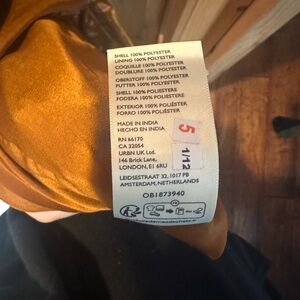 SHELL 100% POLYESTER
LINING 100% POLYESTER
COQUILLE 100% POLYESTER
DOUBLURE 100% POLYESTER
OBERSTOFF 100% POLYESTER
FUTTER 100% POLYESTER
SHELL 100% POLIESTERE
FODERA 100% POLIESTERE
EXTERIOR 100% POLIÉSTER
FORRO 100% POLIÉSTER
MADE IN INDIA
HECHO EN INDIA
RN 66170
CA 32054
URBN UK Ltd.
146 Brick Lane,
LONDON, E1 6RU
LEIDSESTRAAT 32, 1017 PB
AMSTERDAM, NETHERLANDS
OB1873940
5
1/12